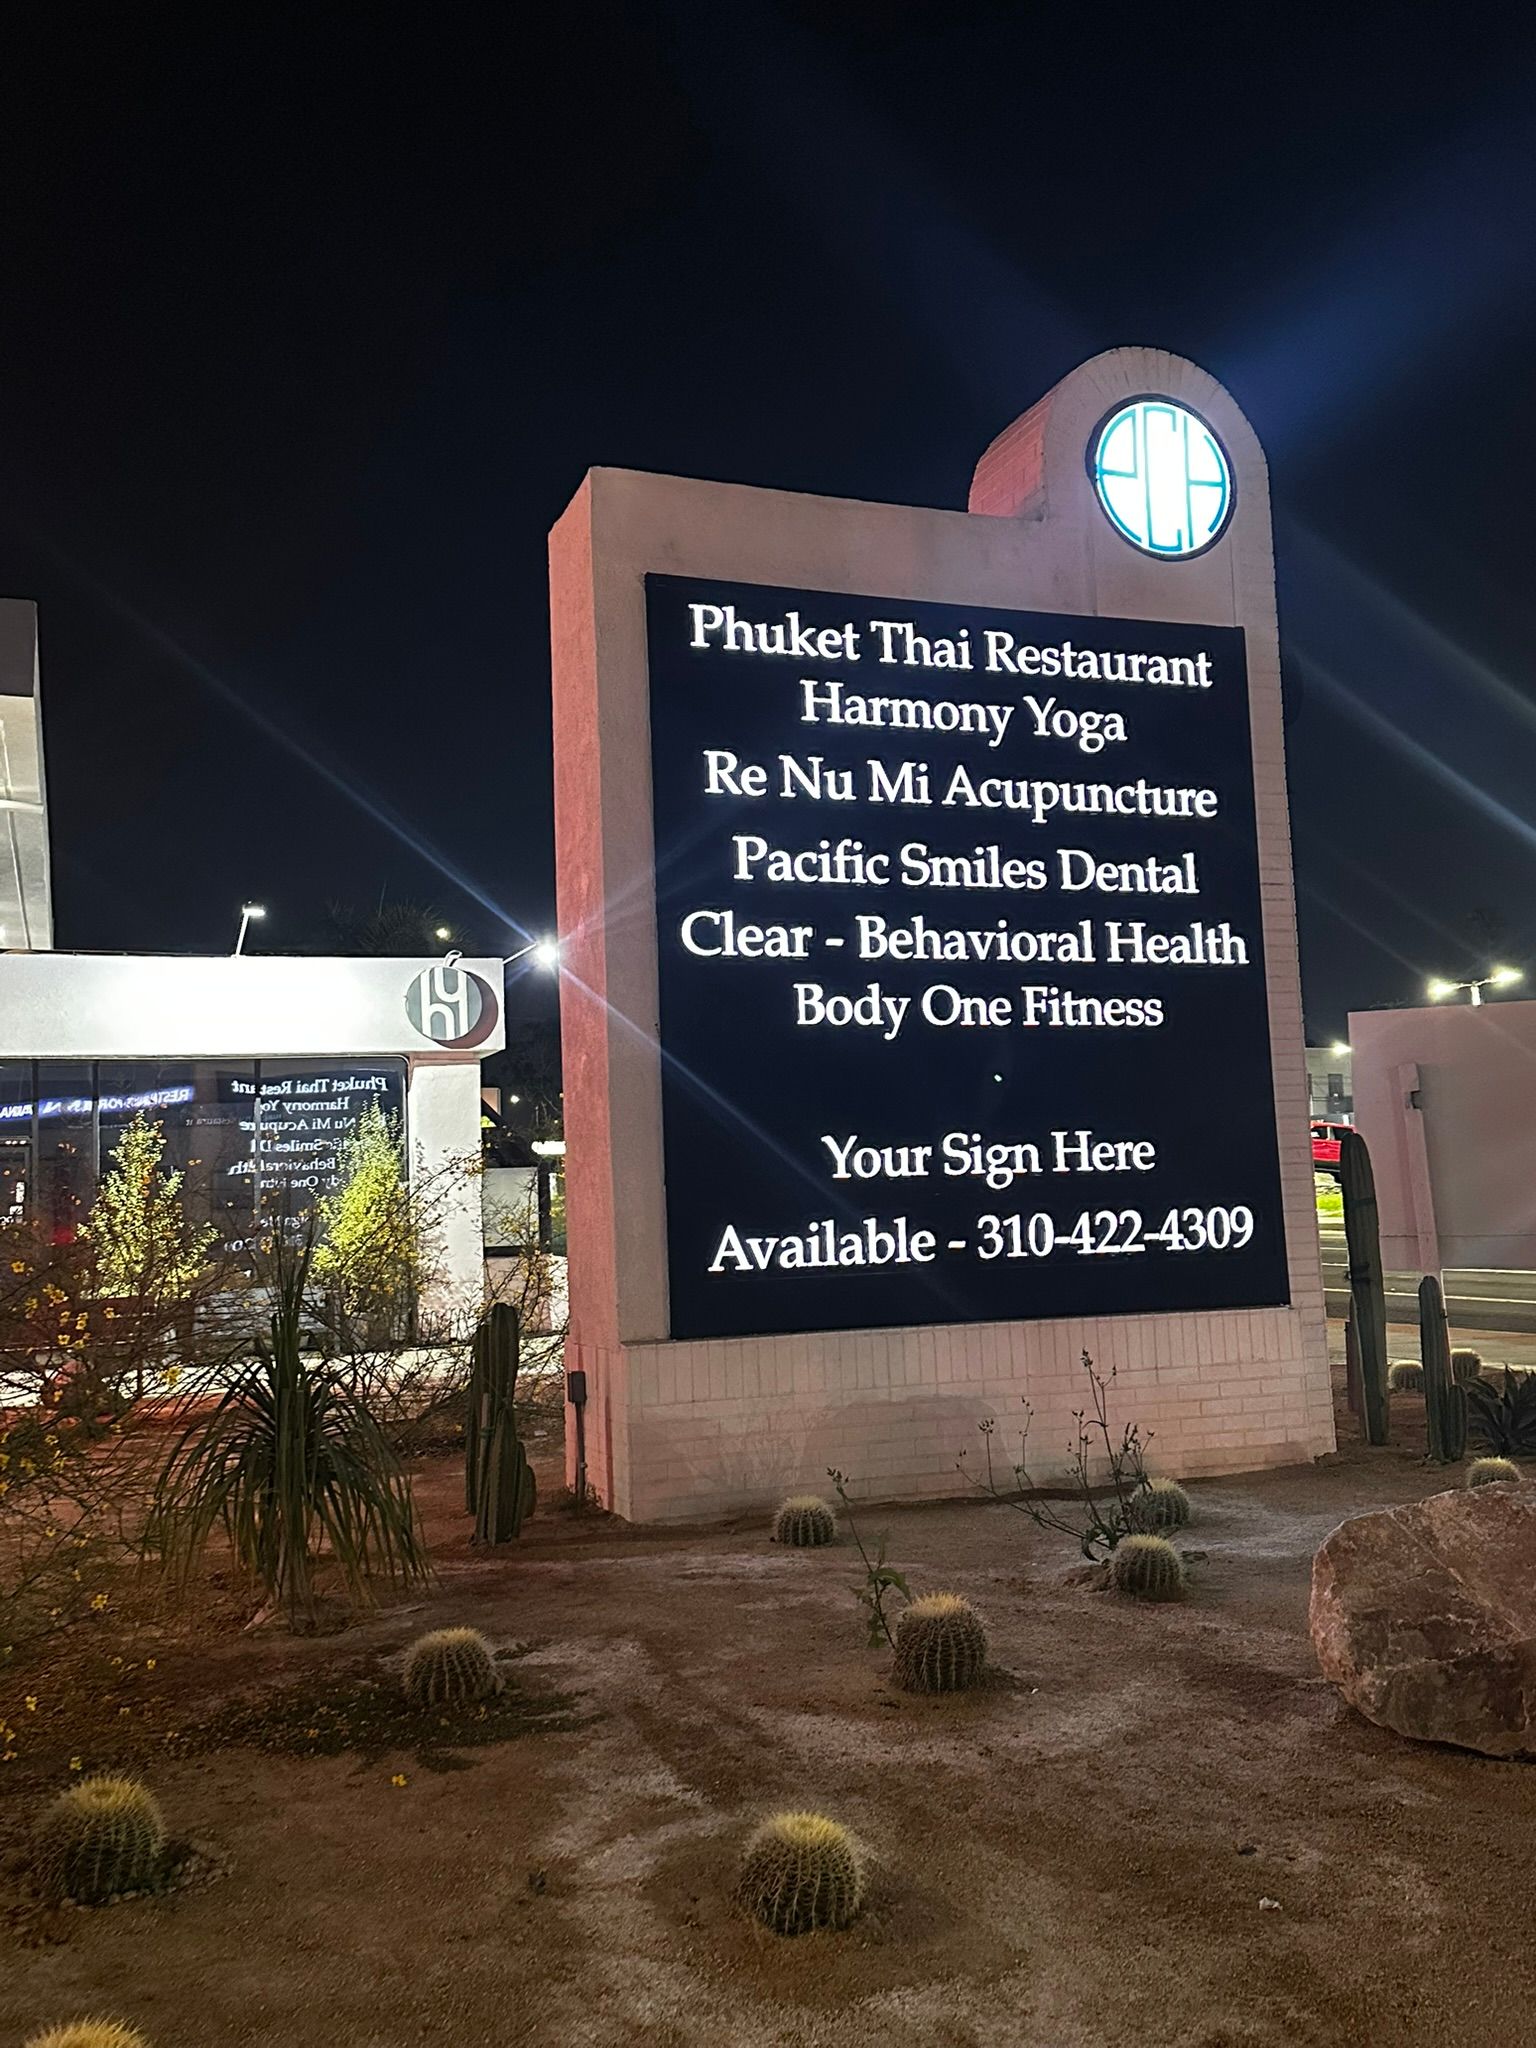 PCH
Phuket Thai Restaurant
Harmony Yoga
Re Nu Mi Acupuncture
Pacific Smiles Dental
Clear - Behavioral Health
Body One Fitness
Your Sign Here
Available - 310-422-4309
hy